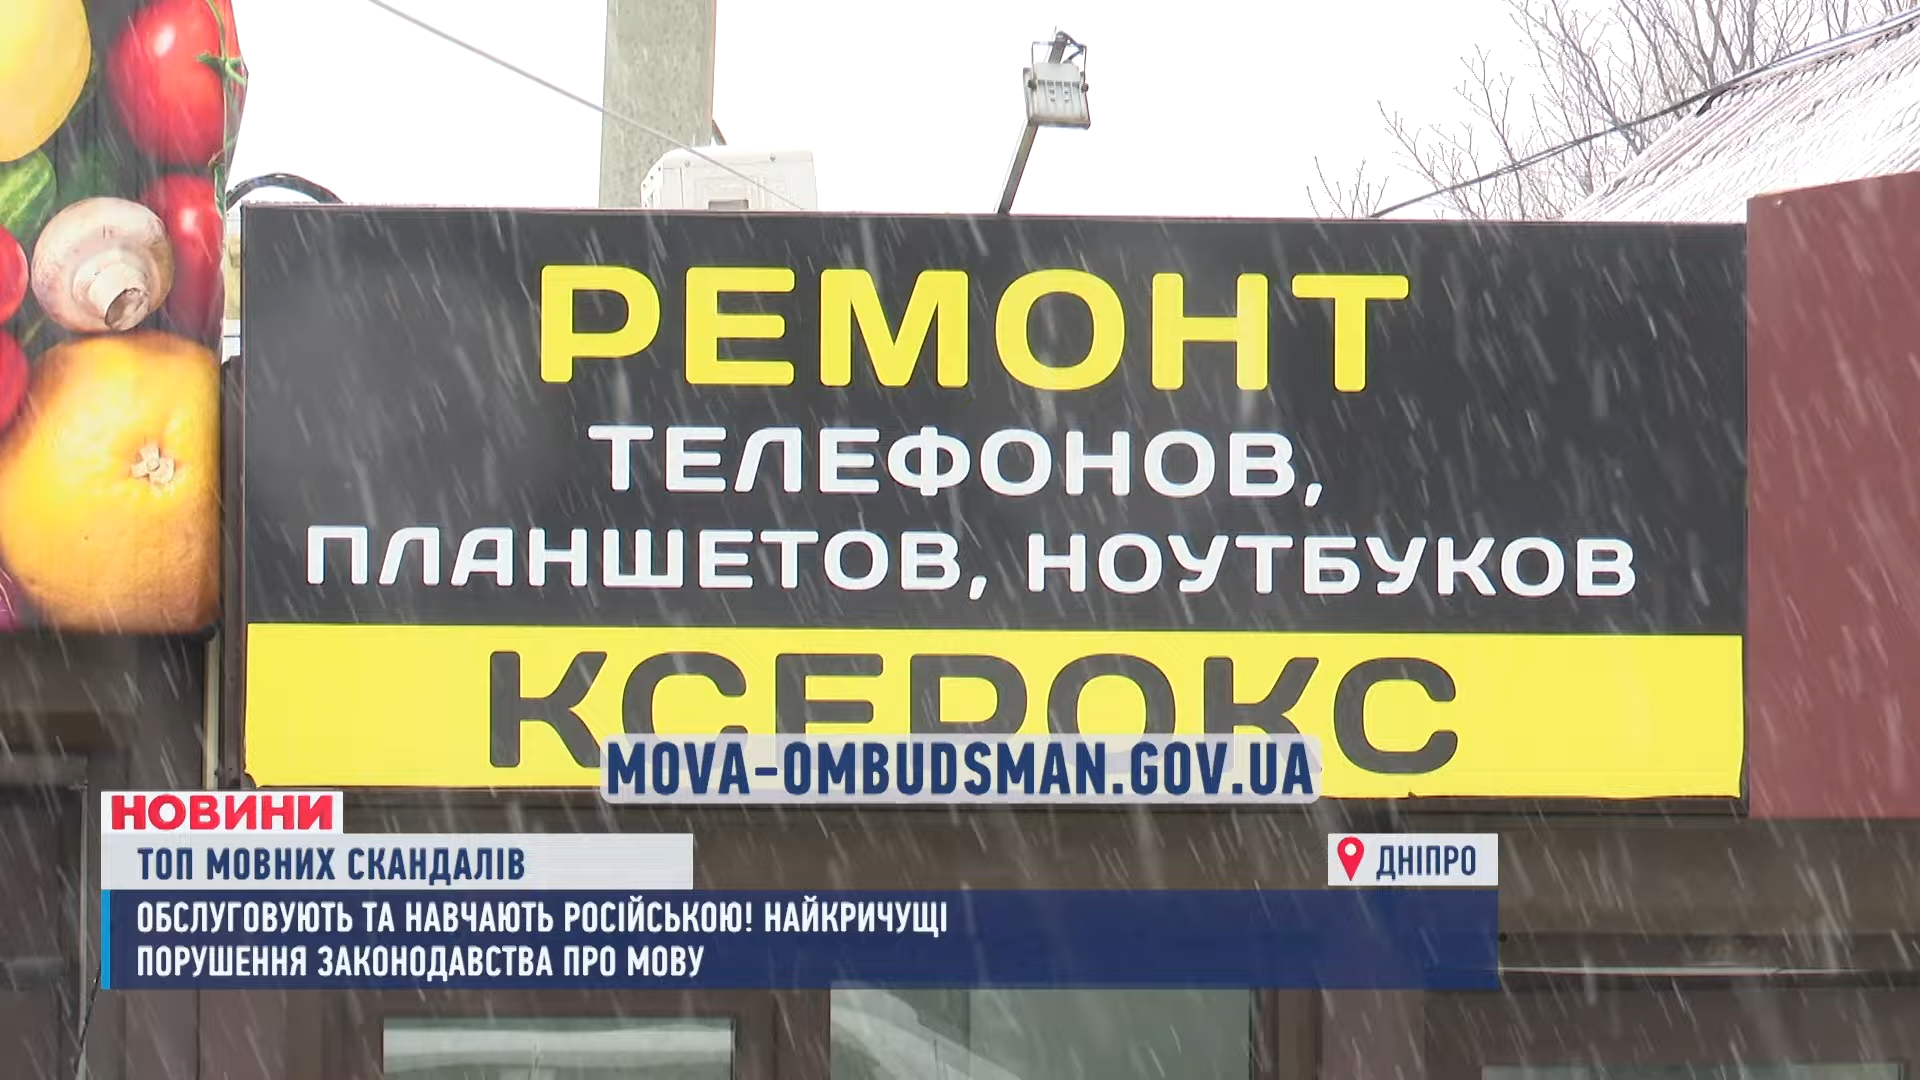 РЕМОНТ
ТЕЛЕФОНОВ,
ПЛАНШЕТОВ, НОУТБУКОВ
КСЕРОКС
MOVA-OMBUDSMAN.GOV.UA
НОВИНИ
ТОП МОВНИХ СКАНДАЛІВ
ДНІПРО
ОБСЛУГОВУЮТЬ ТА НАВЧАЮТЬ РОСІЙСЬКОЮ! НАЙКРИЧУЩІ
ПОРУШЕННЯ ЗАКОНОДАВСТВА ПРО МОВУ